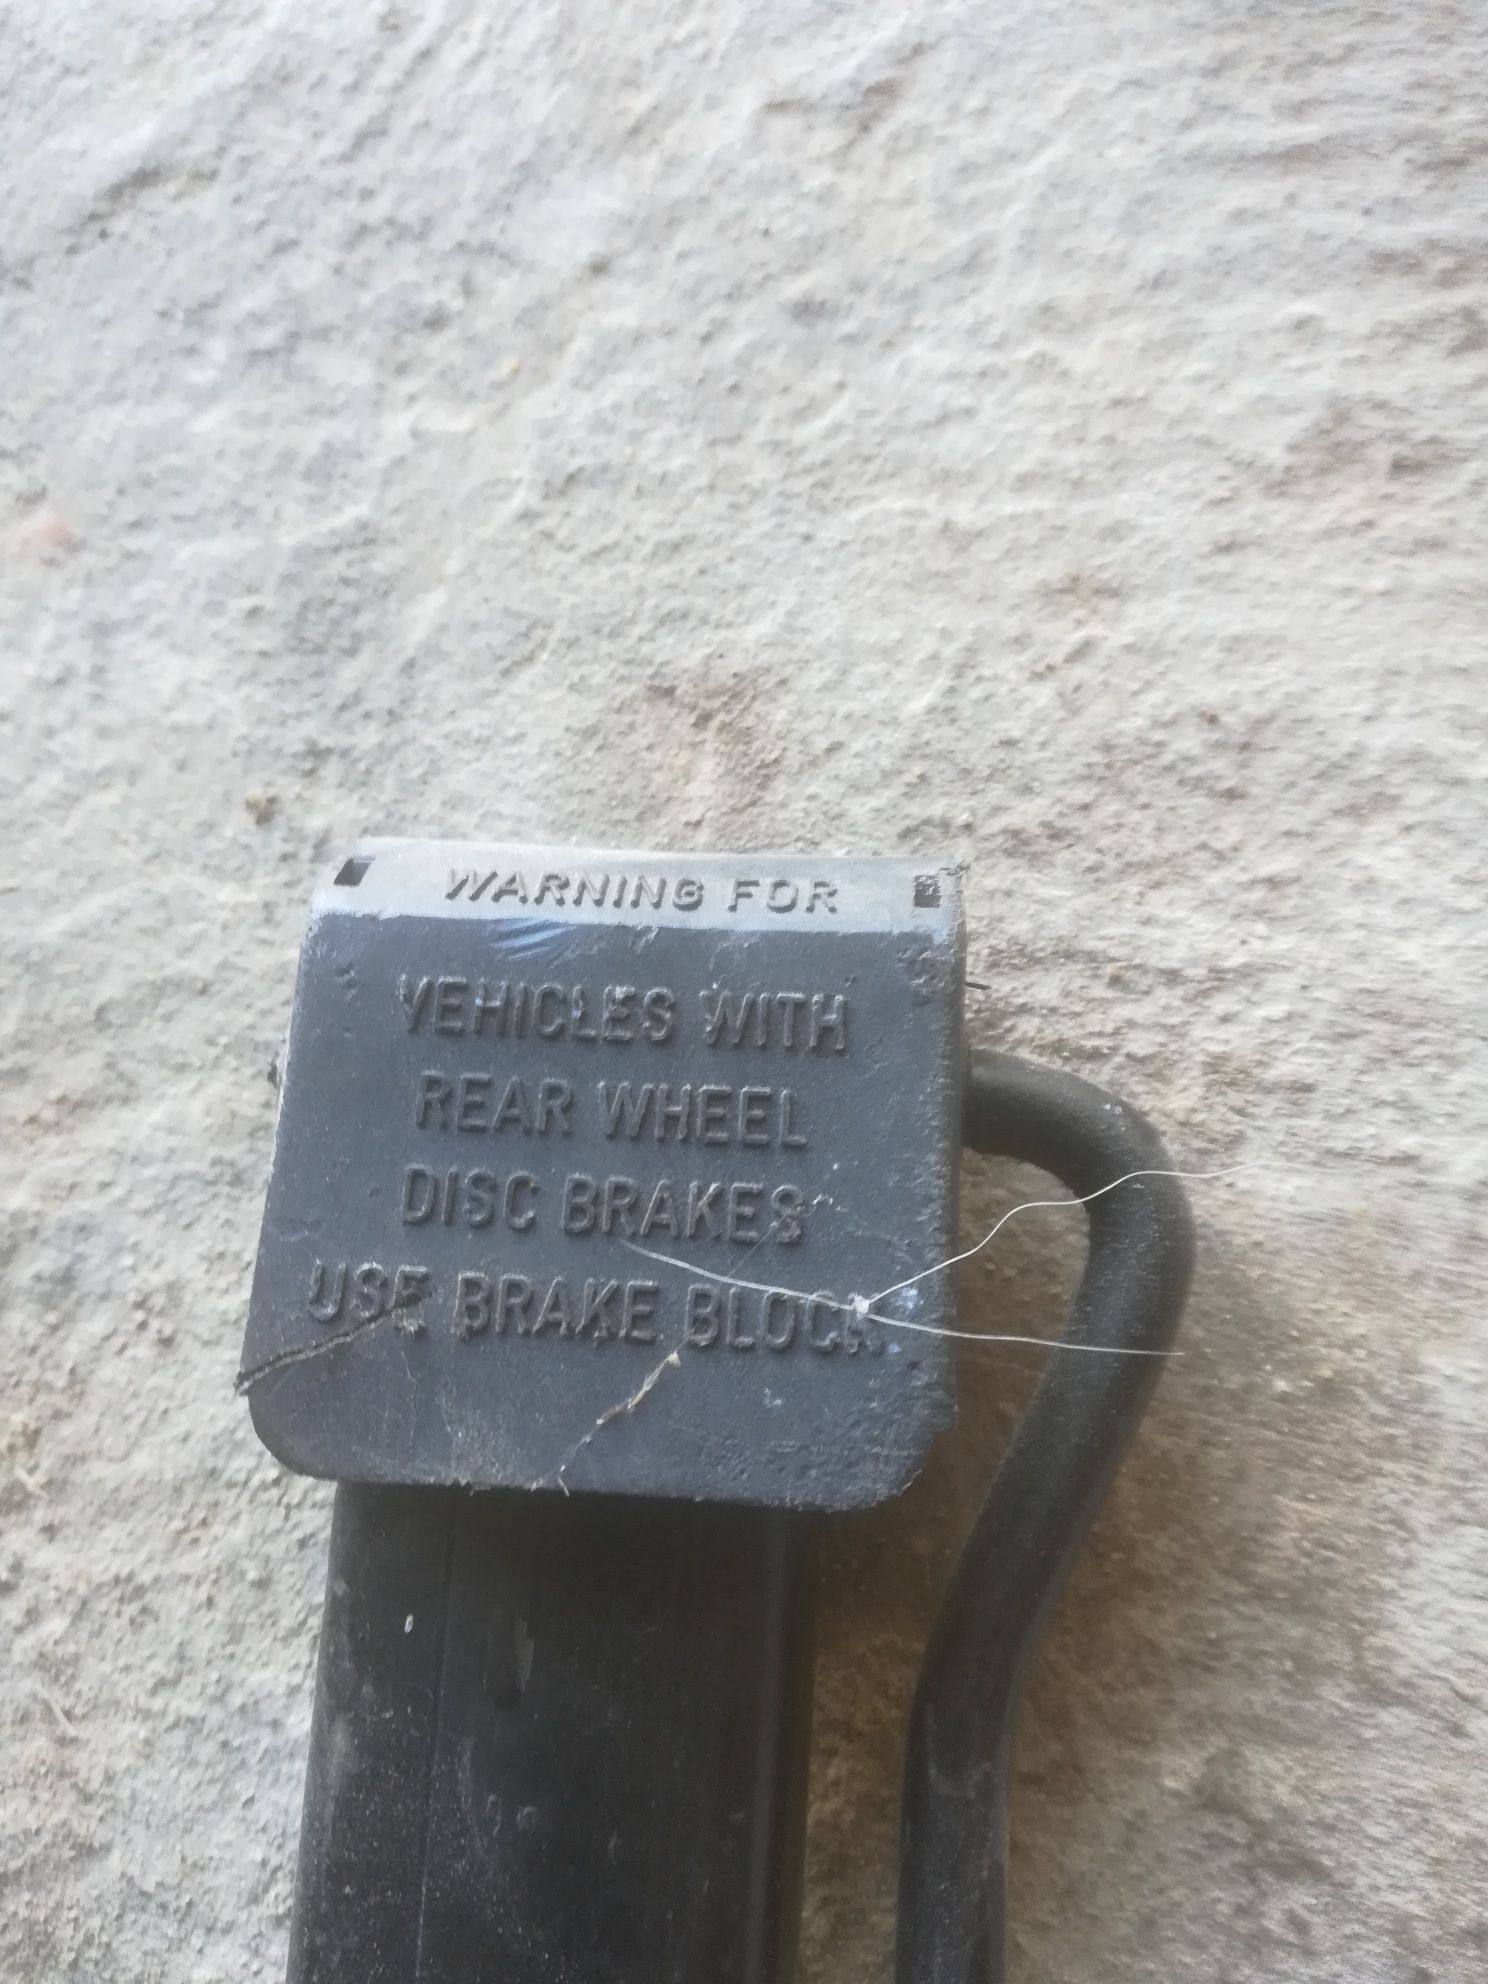 WARNING FOR
VEHICLES WITH
REAR WHEEL
DISC BRAKES
USE BRAKE BLOCK